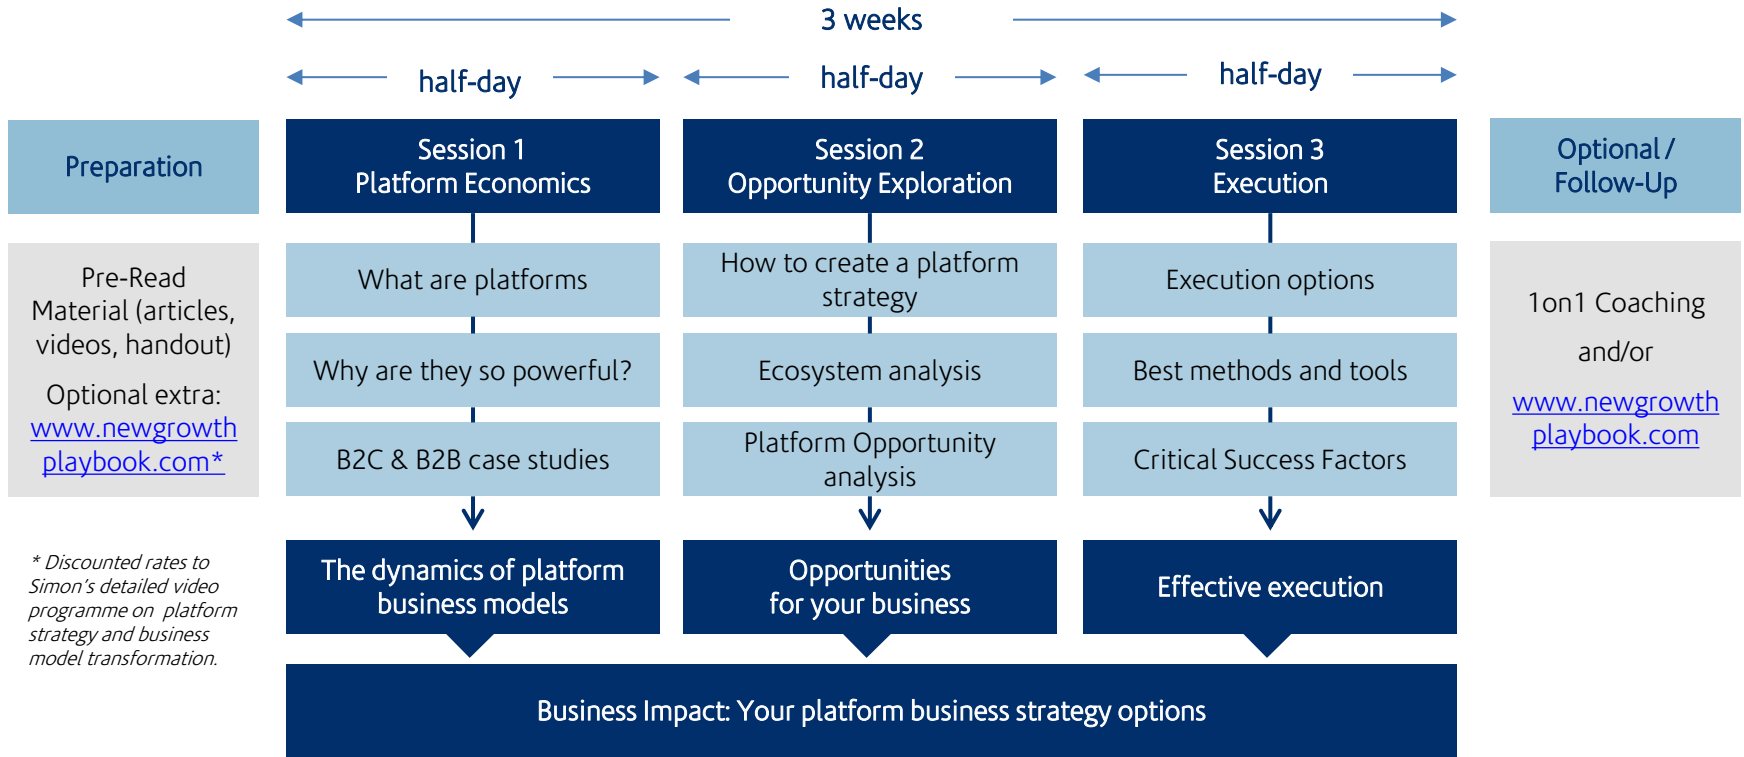 3 weeks
half-day
half-day
half-day
Preparation
Pre-Read
Material (articles,
videos, handout)
Optional extra:
www.newgrowth
playbook.com*
* Discounted rates to
Simon's detailed video
programme on platform
strategy and business
model transformation.
Session 1
Platform Economics
What are platforms
Why are they so powerful?
B2C & B2B case studies
The dynamics of platform
business models
Session 2
Opportunity Exploration
How to create a platform
strategy
Ecosystem analysis
Platform Opportunity
analysis
Opportunities
for your business
Session 3
Execution
Execution options
Best methods and tools
Critical Success Factors
Effective execution
Optional /
Follow-Up
1on1 Coaching
and/or
www.newgrowth
playbook.com
Business Impact: Your platform business strategy options